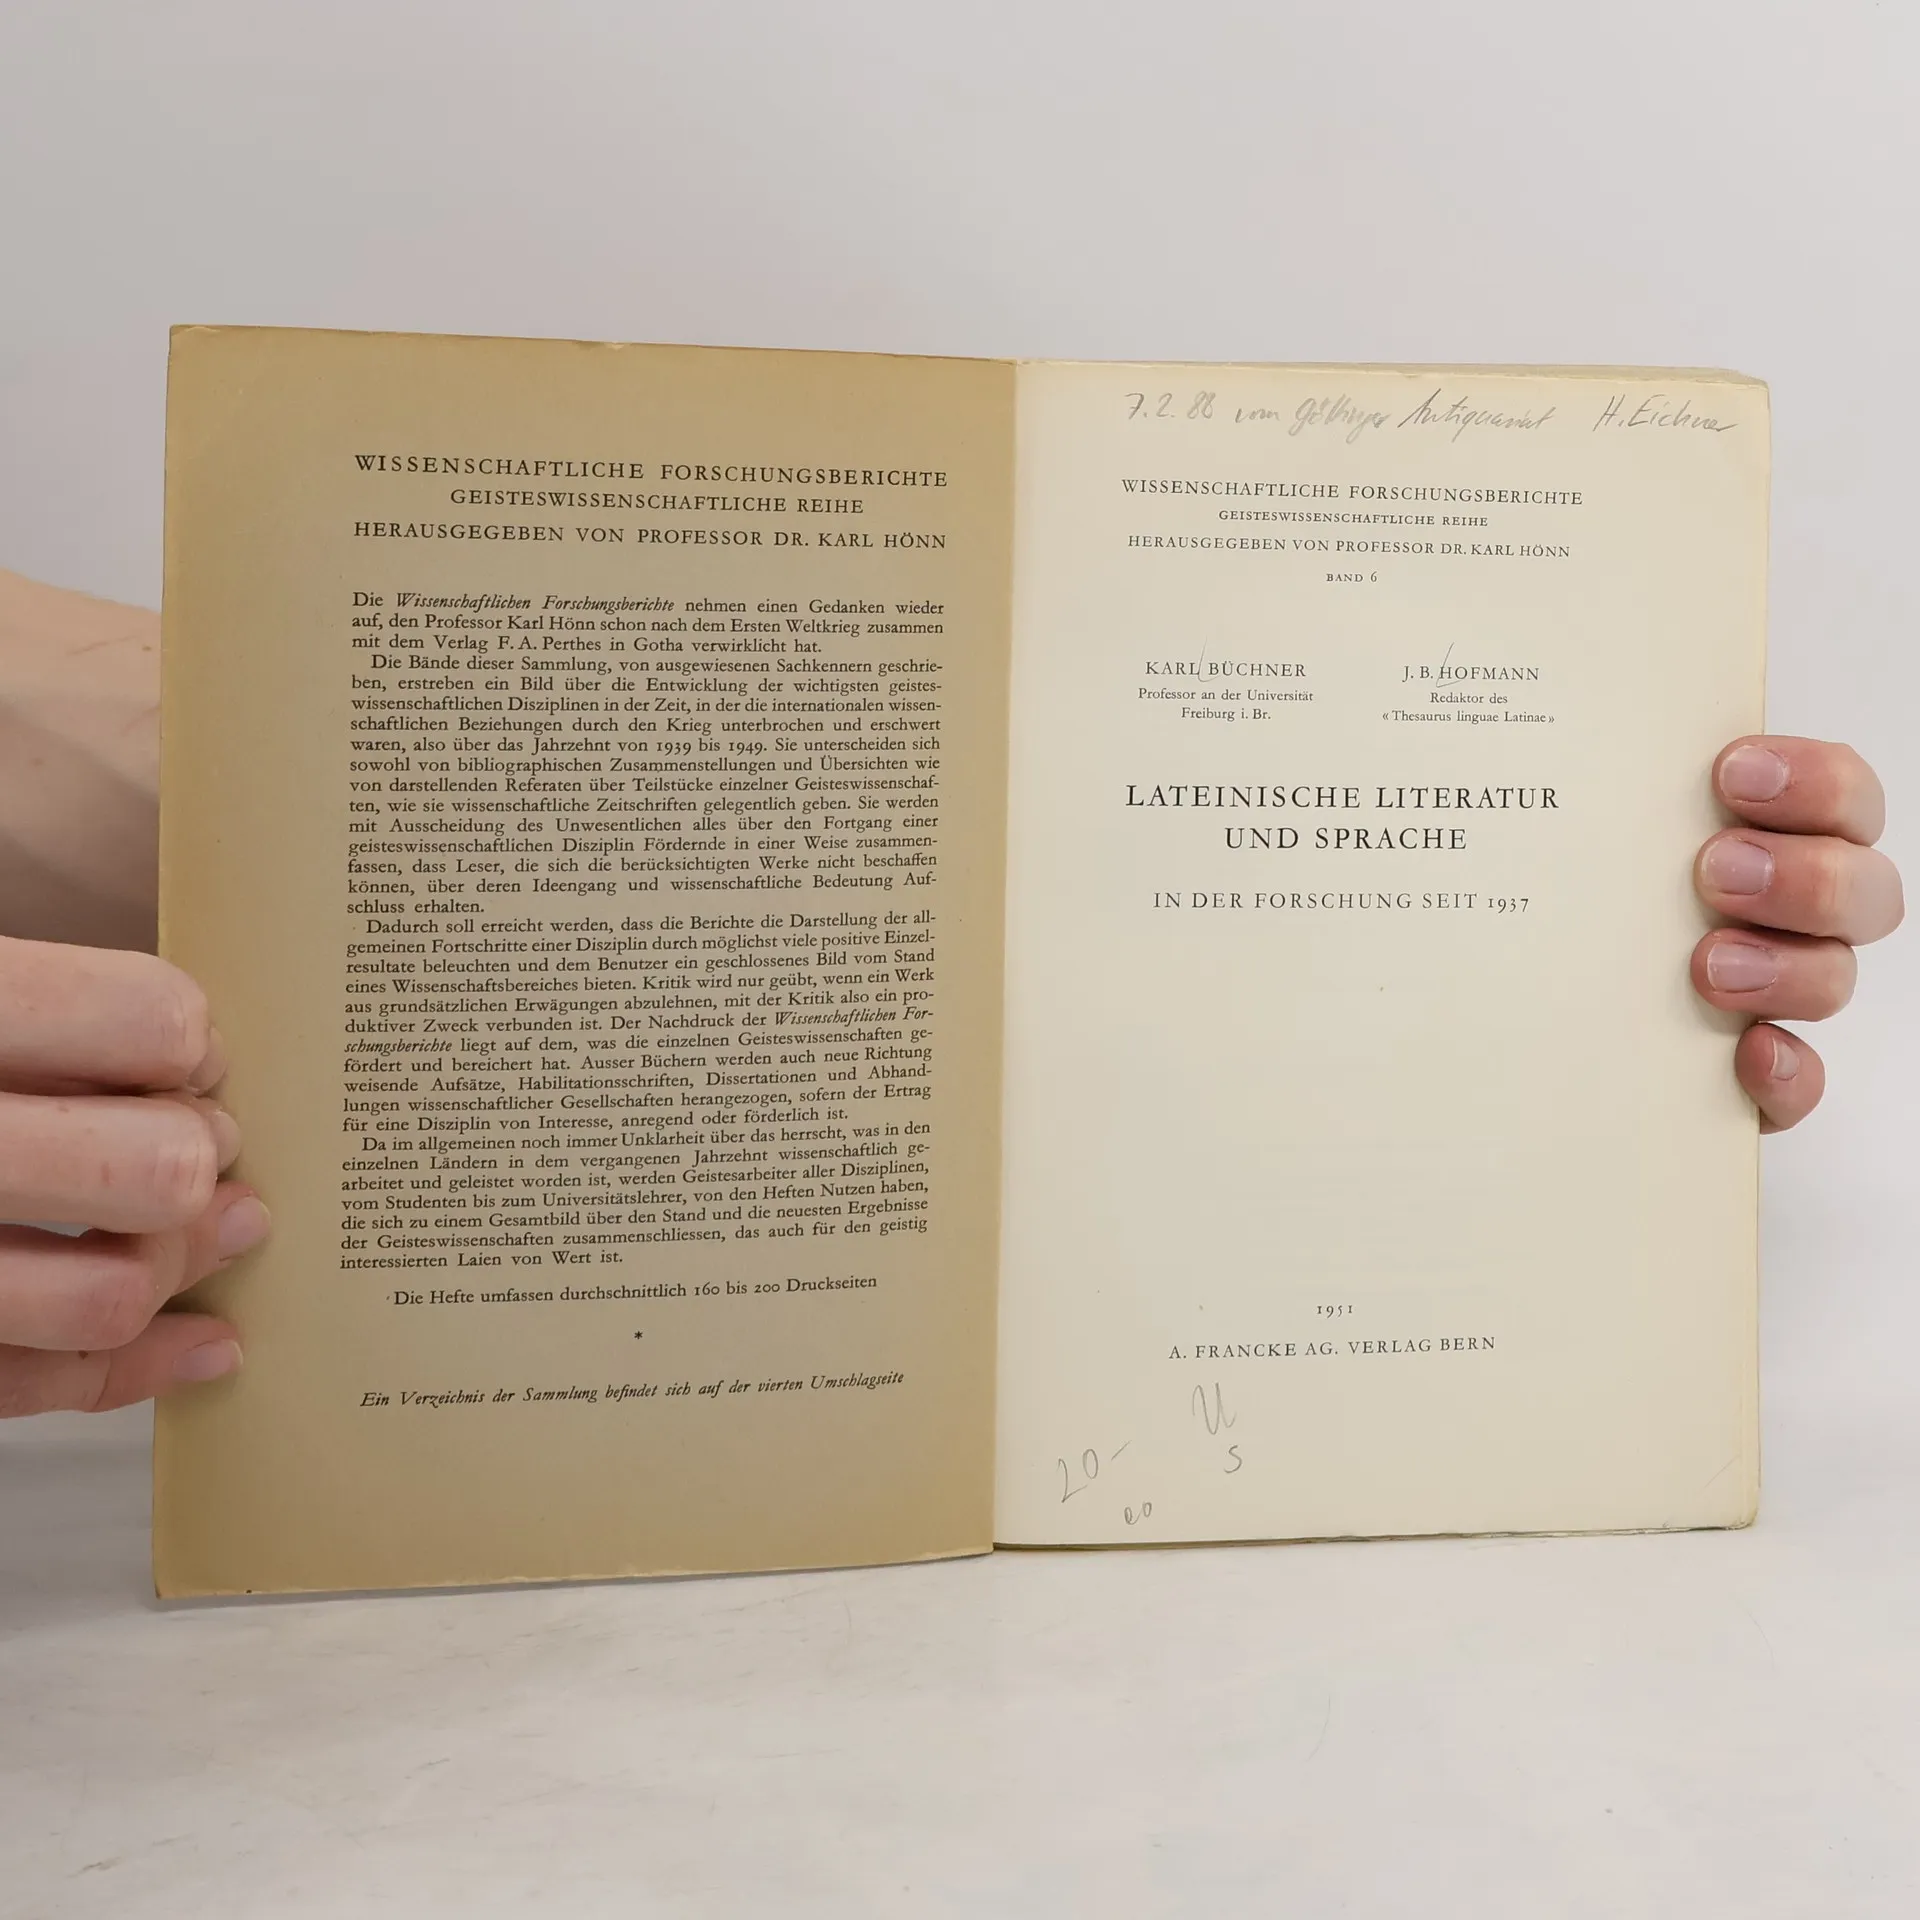 WISSENSCHAFTLICHE FORSCHUNGSBERICHTE
GEISTESWISSENSCHAFTLICHE REIHE
HERAUSGEGEBEN VON PROFESSOR DR. KARL HÖNN
Die Wissenschaftlichen Forschungsberichte nehmen einen Gedanken wieder
auf, den Professor Karl Hönn schon nach dem Ersten Weltkrieg zusammen
mit dem Verlag F. A. Perthes in Gotha verwirklicht hat.
Die Bände dieser Sammlung, von ausgewiesenen Sachkennern geschrie-
ben, erstreben ein Bild über die Entwicklung der wichtigsten geistes-
wissenschaftlichen Disziplinen in der Zeit, in der die internationalen wissen-
schaftlichen Beziehungen durch den Krieg unterbrochen und erschwert
waren, also über das Jahrzehnt von 1939 bis 1949. Sie unterscheiden sich
sowohl von bibliographischen Zusammenstellungen und Übersichten wie
von darstellenden Referaten über Teilstücke einzelner Geisteswissenschaf-
ten, wie sie wissenschaftliche Zeitschriften gelegentlich geben. Sie werden
mit Ausscheidung des Unwesentlichen alles über den Fortgang einer
geisteswissenschaftlichen Disziplin Fördernde in einer Weise zusammen-
fassen, dass Leser, die sich die berücksichtigten Werke nicht beschaffen
können, über deren Ideengang und wissenschaftliche Bedeutung Auf-
schluss erhalten.
Dadurch soll erreicht werden, dass die Berichte die Darstellung der all-
gemeinen Fortschritte einer Disziplin durch möglichst viele positive Einzel-
resultate beleuchten und dem Benutzer ein geschlossenes Bild vom Stand
eines Wissenschaftsbereiches bieten. Kritik wird nur geübt, wenn ein Werk
aus grundsätzlichen Erwägungen abzulehnen, mit der Kritik also ein pro-
duktiver Zweck verbunden ist. Der Nachdruck der Wissenschaftlichen For-
schungsberichte liegt auf dem, was die einzelnen Geisteswissenschaften ge-
fördert und bereichert hat. Ausser Büchern werden auch neue Richtung
weisende Aufsätze, Habilitationsschriften, Dissertationen und Abhand-
lungen wissenschaftlicher Gesellschaften herangezogen, sofern der Ertrag
für eine Disziplin von Interesse, anregend oder förderlich ist.
Da im allgemeinen noch immer Unklarheit über das herrscht, was in den
einzelnen Ländern in dem vergangenen Jahrzehnt wissenschaftlich ge-
arbeitet und geleistet worden ist, werden Geistesarbeiter aller Disziplinen,
vom Studenten bis zum Universitätslehrer, von den Heften Nutzen haben,
die sich zu einem Gesamtbild über den Stand und die neuesten Ergebnisse
der Geisteswissenschaften zusammenschliessen, das auch für den geistig
interessierten Laien von Wert ist.
Die Hefte umfassen durchschnittlich 160 bis 200 Druckseiten
*
Ein Verzeichnis der Sammlung befindet sich auf der vierten Umschlagseite
7.2.88 vom Göttinger Antiquariat H. Eichner
WISSENSCHAFTLICHE FORSCHUNGSBERICHTE
GEISTESWISSENSCHAFTLICHE REIHE
HERAUSGEGEBEN VON PROFESSOR DR. KARL HÖNN
BAND 6
KARL BÜCHNER
Professor an der Universität
Freiburg i. Br.
J. B. HOFMANN
Redaktor des
«Thesaurus linguae Latinae»
LATEINISCHE LITERATUR
UND SPRACHE
IN DER FORSCHUNG SEIT 1937
1951
A. FRANCKE AG. VERLAG BERN
U
S
20-